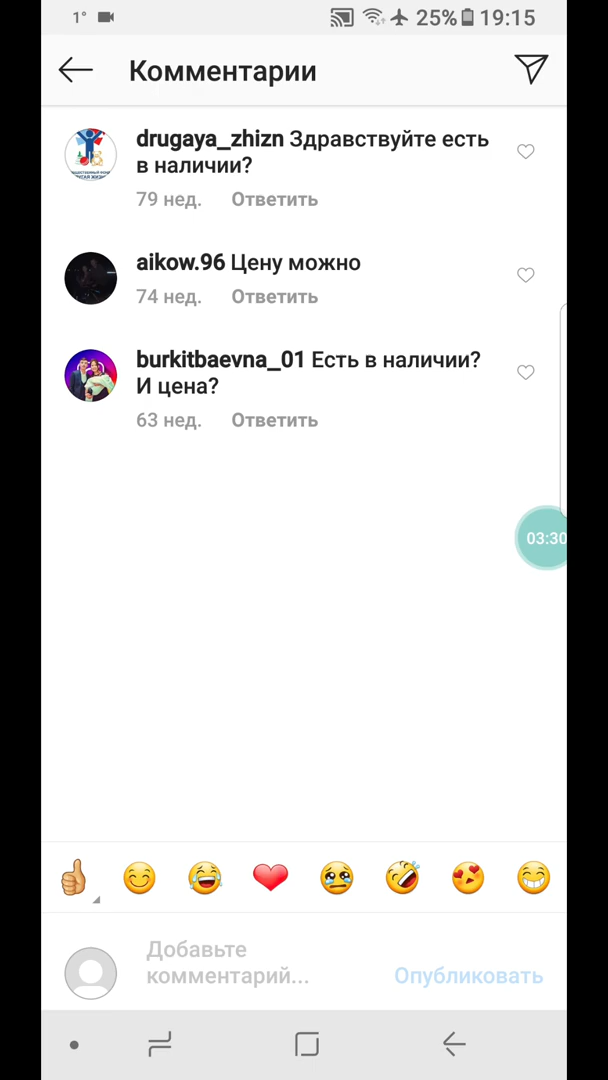 1° 25% 19:15
Комментарии
drugaya_zhizn Здравствуйте есть
в наличии?
79 нед. Ответить
aikow.96 Цену можно
74 нед. Ответить
burkitbaevna_01 Есть в наличии?
И цена?
63 нед. Ответить
03:30
Добавьте
комментарий...
Опубликовать